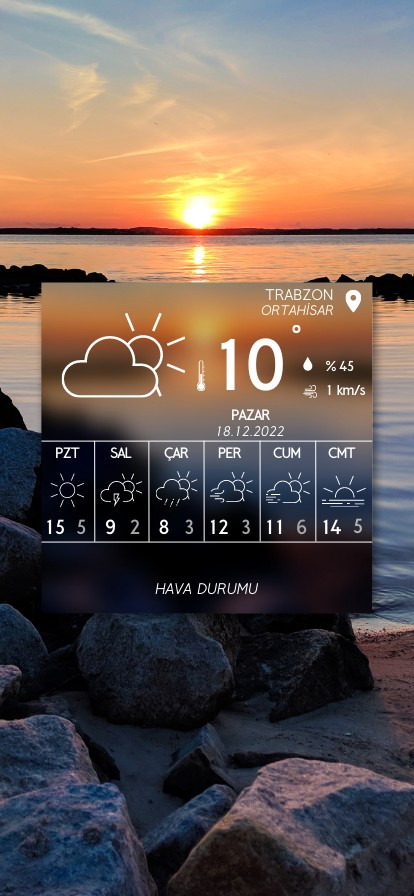 TRABZON
ORTAHİSAR
10°
% 45
1 km/s
PAZAR
18.12.2022
PZT SAL ÇAR PER CUM CMT
15 5 9 2 8 3 12 3 11 6 14 5
HAVA DURUMU